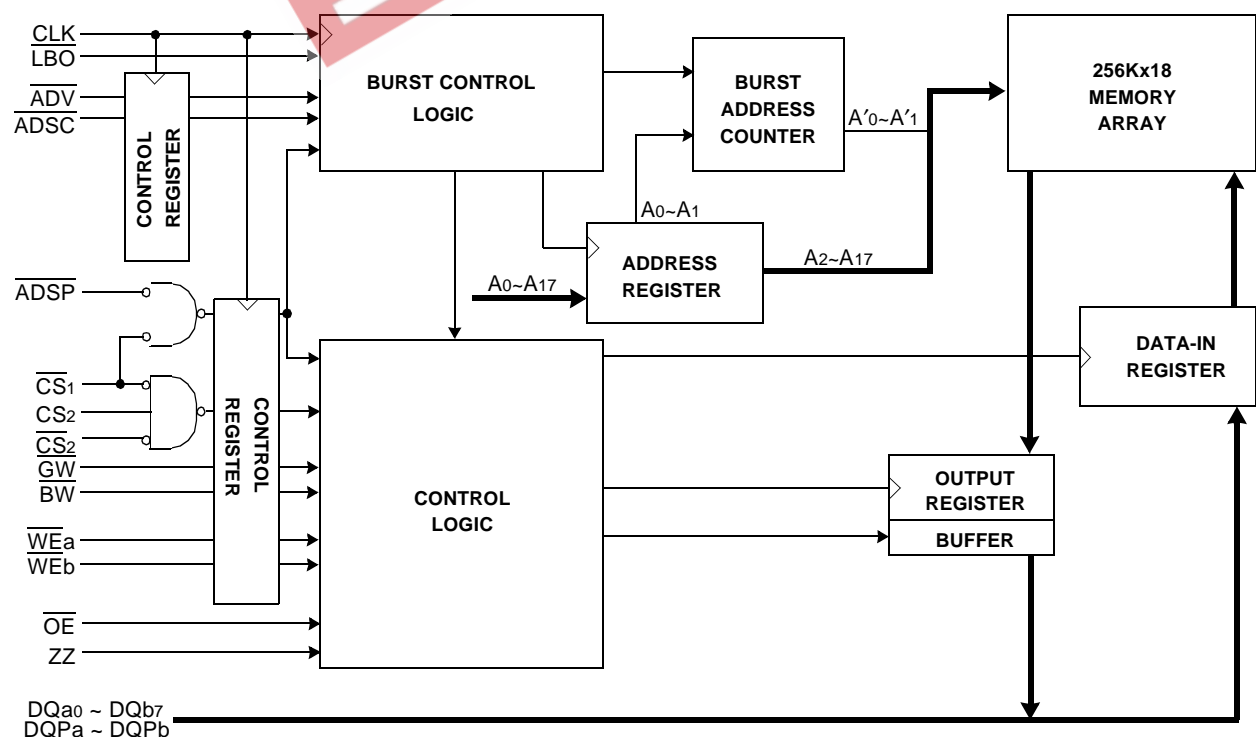 CLK
LBO
ADV
ADSC
CONTROL
REGISTER
BURST CONTROL
LOGIC
BURST
ADDRESS
COUNTER
A′0~A′1
256Kx18
MEMORY
ARRAY
A0~A1
ADDRESS
REGISTER
A2~A17
A0~A17
ADSP
CS1
CS2
CS2
GW
BW
WEa
WEb
OE
ZZ
CONTROL
REGISTER
CONTROL
LOGIC
DATA-IN
REGISTER
OUTPUT
REGISTER
BUFFER
DQa0 ~ DQb7
DQPa ~ DQPb